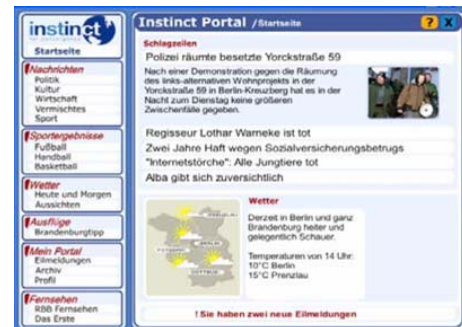 instinct
Startseite
Nachrichten
Politik
Kultur
Wirtschaft
Vermischtes
Sport
Sportergebnisse
Fußball
Handball
Basketball
Wetter
Heute und Morgen
Aussichten
Ausflüge
Brandenburgtipp
Mein Portal
Eilmeldungen
Archiv
Profil
Fernsehen
RBB Fernsehen
Das Erste
Instinct Portal /Startseite
? X
Schlagzeilen
Polizei räumte besetzte Yorckstraße 59
Nach einer Demonstration gegen die Räumung
des links-alternativen Wohnprojekts in der
Yorckstraße 59 in Berlin-Kreuzberg hat es in der
Nacht zum Dienstag keine größeren
Zwischenfälle gegeben.
Regisseur Lothar Warneke ist tot
Zwei Jahre Haft wegen Sozialversicherungsbetrugs
"Internetstörche": Alle Jungtiere tot
Alba gibt sich zuversichtlich
PRENZLAU
BERLIN
POTSDAM
COTTBUS
Wetter
Derzeit in Berlin und ganz
Brandenburg heiter und
gelegentlich Schauer.
Temperaturen von 14 Uhr:
10°C Berlin
15°C Prenzlau
! Sie haben zwei neue Eilmeldungen